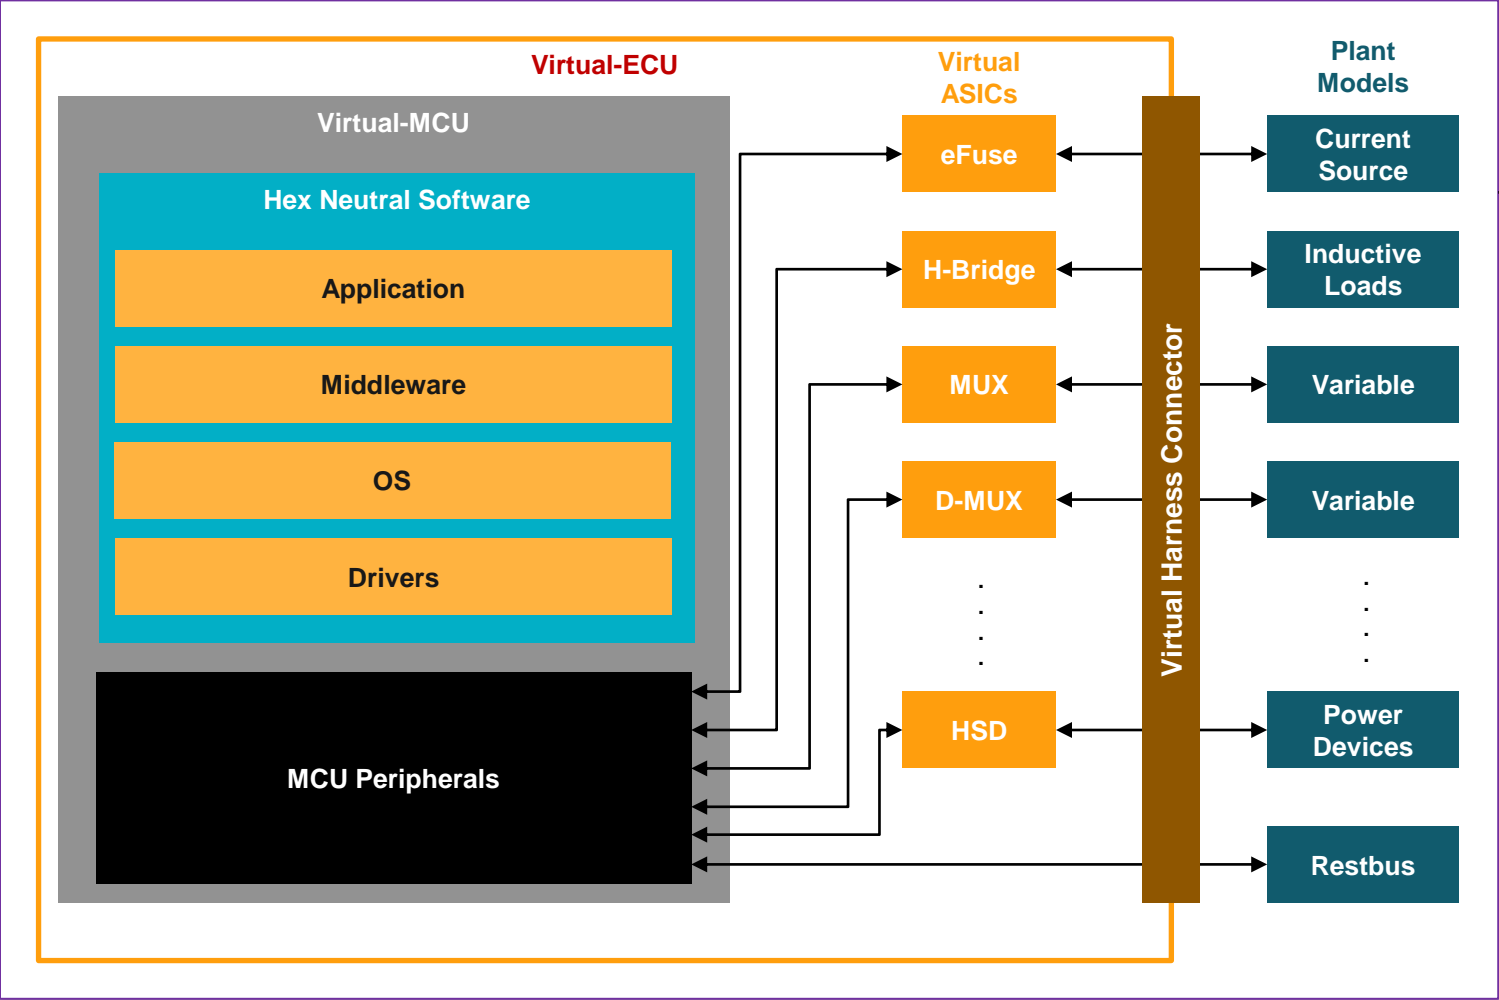 Virtual-ECU
Virtual-MCU
Hex Neutral Software
Application
Middleware
OS
Drivers
MCU Peripherals
Virtual
ASICs
eFuse
H-Bridge
MUX
D-MUX
.
.
.
.
HSD
Virtual Harness Connector
Plant
Models
Current
Source
Inductive
Loads
Variable
Variable
.
.
.
.
Power
Devices
Restbus